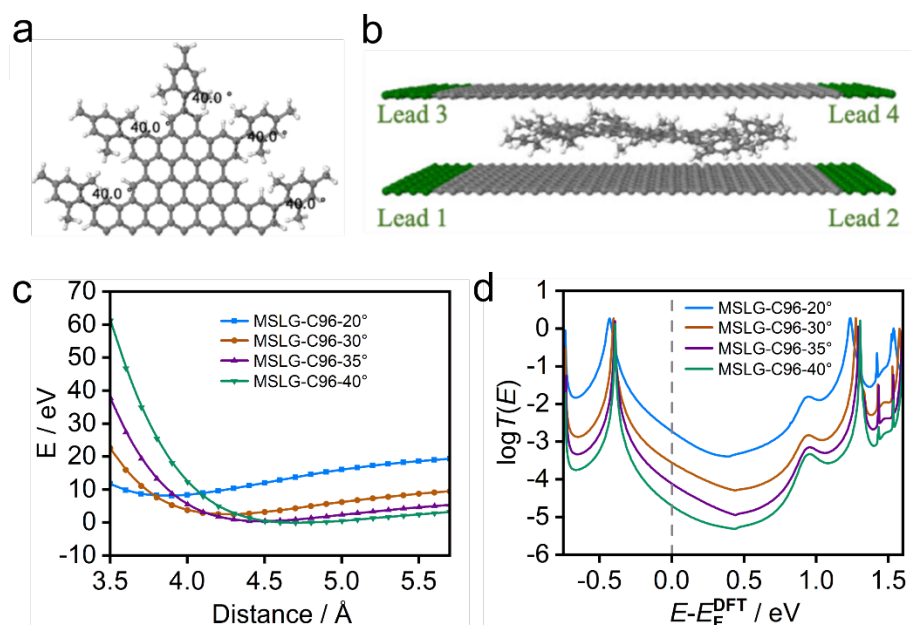 a
40.0 °
40.0 °
40.0 °
40.0 °
40.0 °
b
Lead 3
Lead 4
Lead 1
Lead 2
c
70
60
50
40
30
20
10
0
-10
E / eV
MSLG-C96-20°
MSLG-C96-30°
MSLG-C96-35°
MSLG-C96-40°
3.5 4.0 4.5 5.0 5.5
Distance / Å
d
1
0
-1
-2
-3
-4
-5
-6
logT(E)
MSLG-C96-20°
MSLG-C96-30°
MSLG-C96-35°
MSLG-C96-40°
-0.5 0.0 0.5 1.0 1.5
E-E_F^DFT / eV